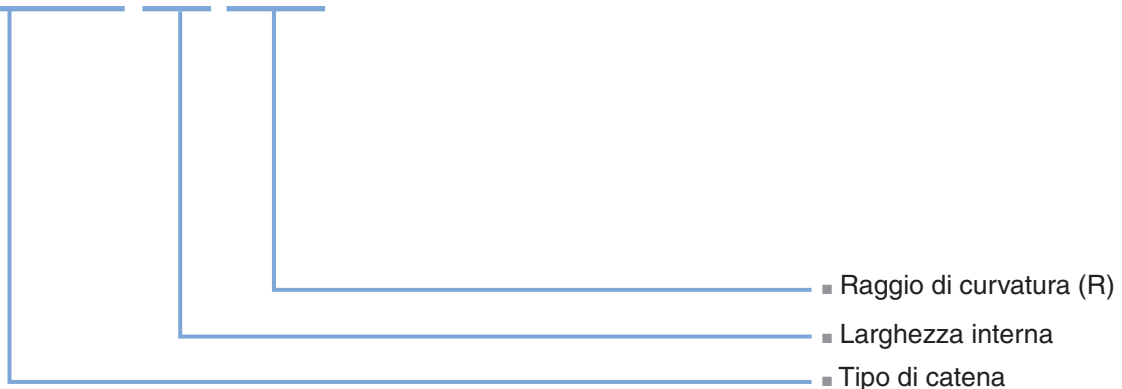 Raggio di curvatura (R)
Larghezza interna
Tipo di catena